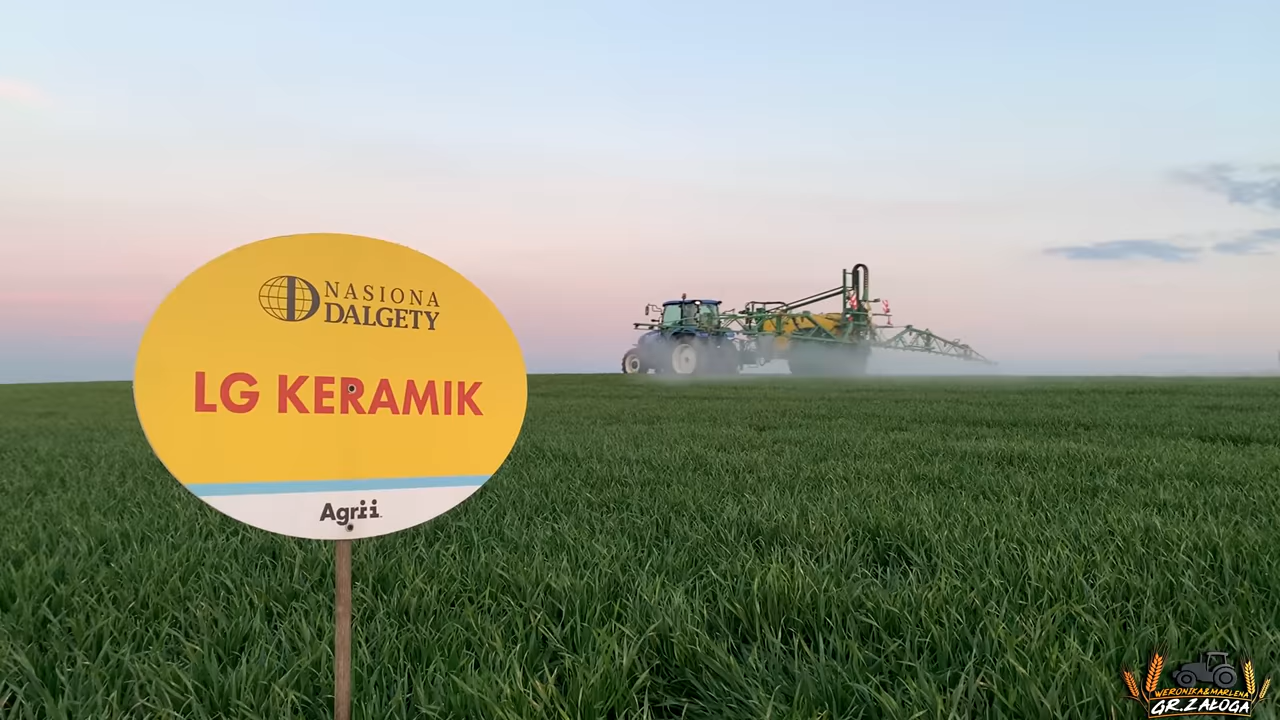 NASIONA
DALGETY
LG KERAMIK
Agrii
WERONIKA&MARLENA
GR.ZAŁOGA